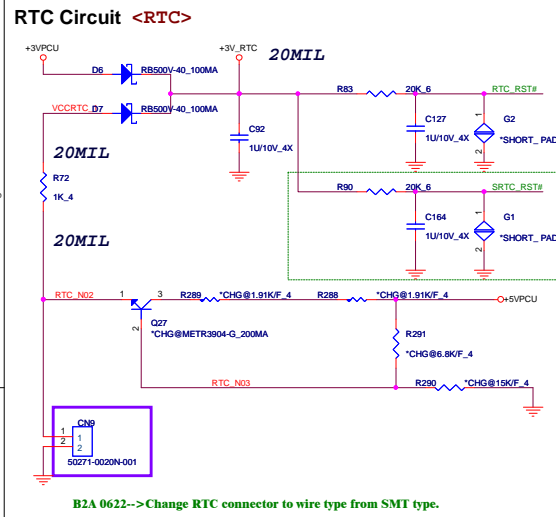 RTC Circuit <RTC>
+3VPCU
+3V_RTC
20MIL
D6 RB500V-40_100MA
R83 20K_6 RTC_RST#
VCCRTC D7 RB500V-40_100MA
C92
1U/10V_4X
C127
1U/10V_4X
1
G2
*SHORT_ PAD
2
20MIL
R72
1K_4
R90 20K_6 SRTC_RST#
C164
1U/10V_4X
1
G1
*SHORT_ PAD
2
20MIL
RTC_N02 1 3 R289 *CHG@1.91K/F_4 R288 *CHG@1.91K/F_4 +5VPCU
Q27
*CHG@METR3904-G_200MA
2
R291
*CHG@6.8K/F_4
RTC_N03 R290 *CHG@15K/F_4
CN9
1 1
2 2
50271-0020N-001
B2A 0622-->Change RTC connector to wire type from SMT type.